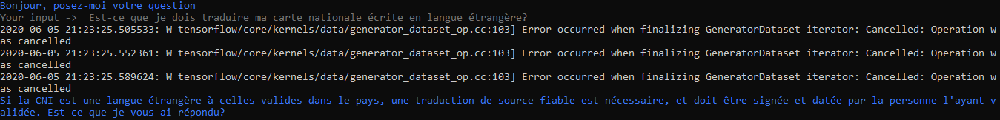 Bonjour, posez-moi votre question
Your input ->  Est-ce que je dois traduire ma carte nationale écrite en langue étrangère?
2020-06-05 21:23:25.505533: W tensorflow/core/kernels/data/generator_dataset_op.cc:103] Error occurred when finalizing GeneratorDataset iterator: Cancelled: Operation w
as cancelled
2020-06-05 21:23:25.552361: W tensorflow/core/kernels/data/generator_dataset_op.cc:103] Error occurred when finalizing GeneratorDataset iterator: Cancelled: Operation w
as cancelled
2020-06-05 21:23:25.589624: W tensorflow/core/kernels/data/generator_dataset_op.cc:103] Error occurred when finalizing GeneratorDataset iterator: Cancelled: Operation w
as cancelled
Si la CNI est une langue étrangère à celles valides dans le pays, une traduction de source fiable est nécessaire, et doit être signée et datée par la personne l'ayant v
alidée. Est-ce que je vous ai répondu?